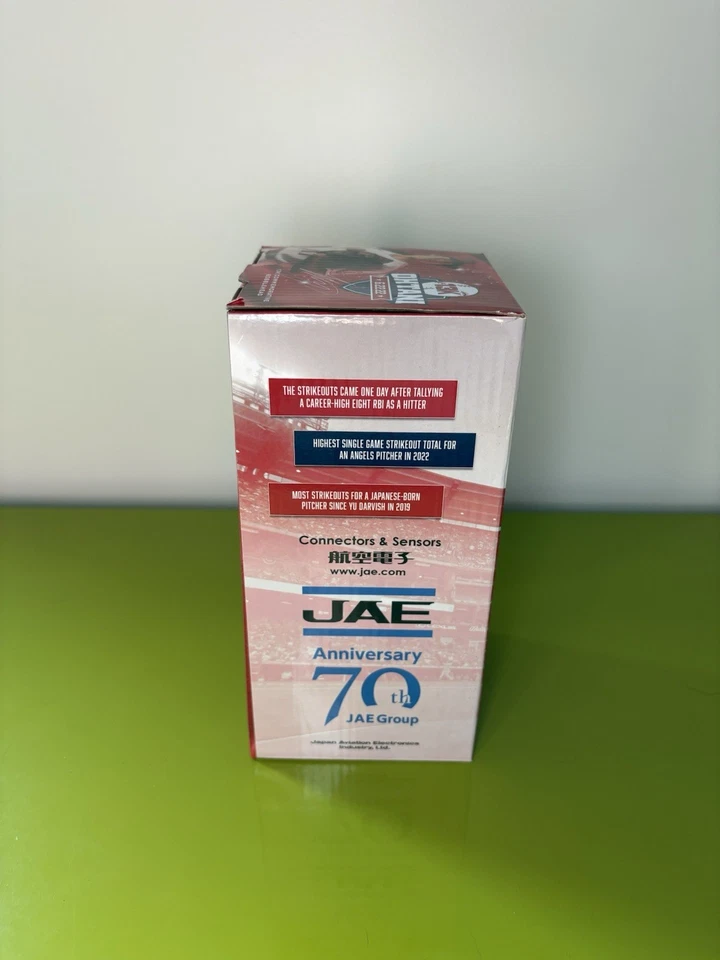 OHTANI
THE STRIKEOUTS CAME ONE DAY AFTER TALLYING
A CAREER-HIGH EIGHT RBI AS A HITTER
HIGHEST SINGLE GAME STRIKEOUT TOTAL FOR
AN ANGELS PITCHER IN 2022
MOST STRIKEOUTS FOR A JAPANESE-BORN
PITCHER SINCE YU DARVISH IN 2019
Connectors & Sensors
航空電子
www.jae.com
JAE
Anniversary
70th
JAE Group
Japan Aviation Electronics
Industry, Ltd.